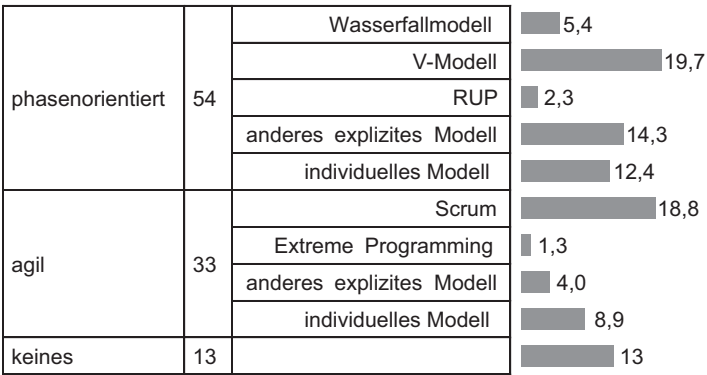 Wasserfallmodell 5,4
V-Modell 19,7
phasenorientiert 54 RUP 2,3
anderes explizites Modell 14,3
individuelles Modell 12,4
Scrum 18,8
Extreme Programming 1,3
agil 33
anderes explizites Modell 4,0
individuelles Modell 8,9
keines 13 13